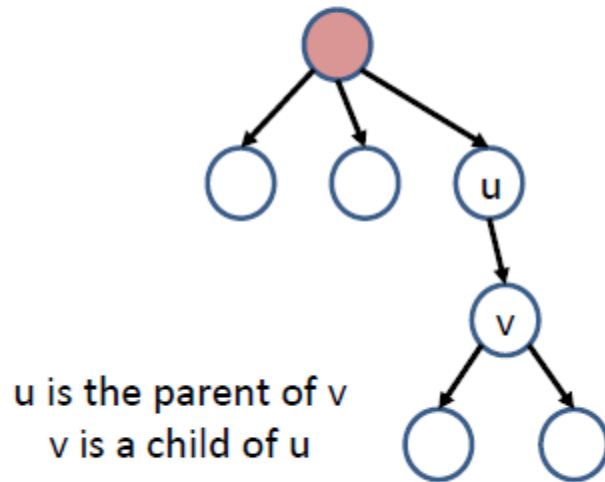 u
v
u is the parent of v
v is a child of u